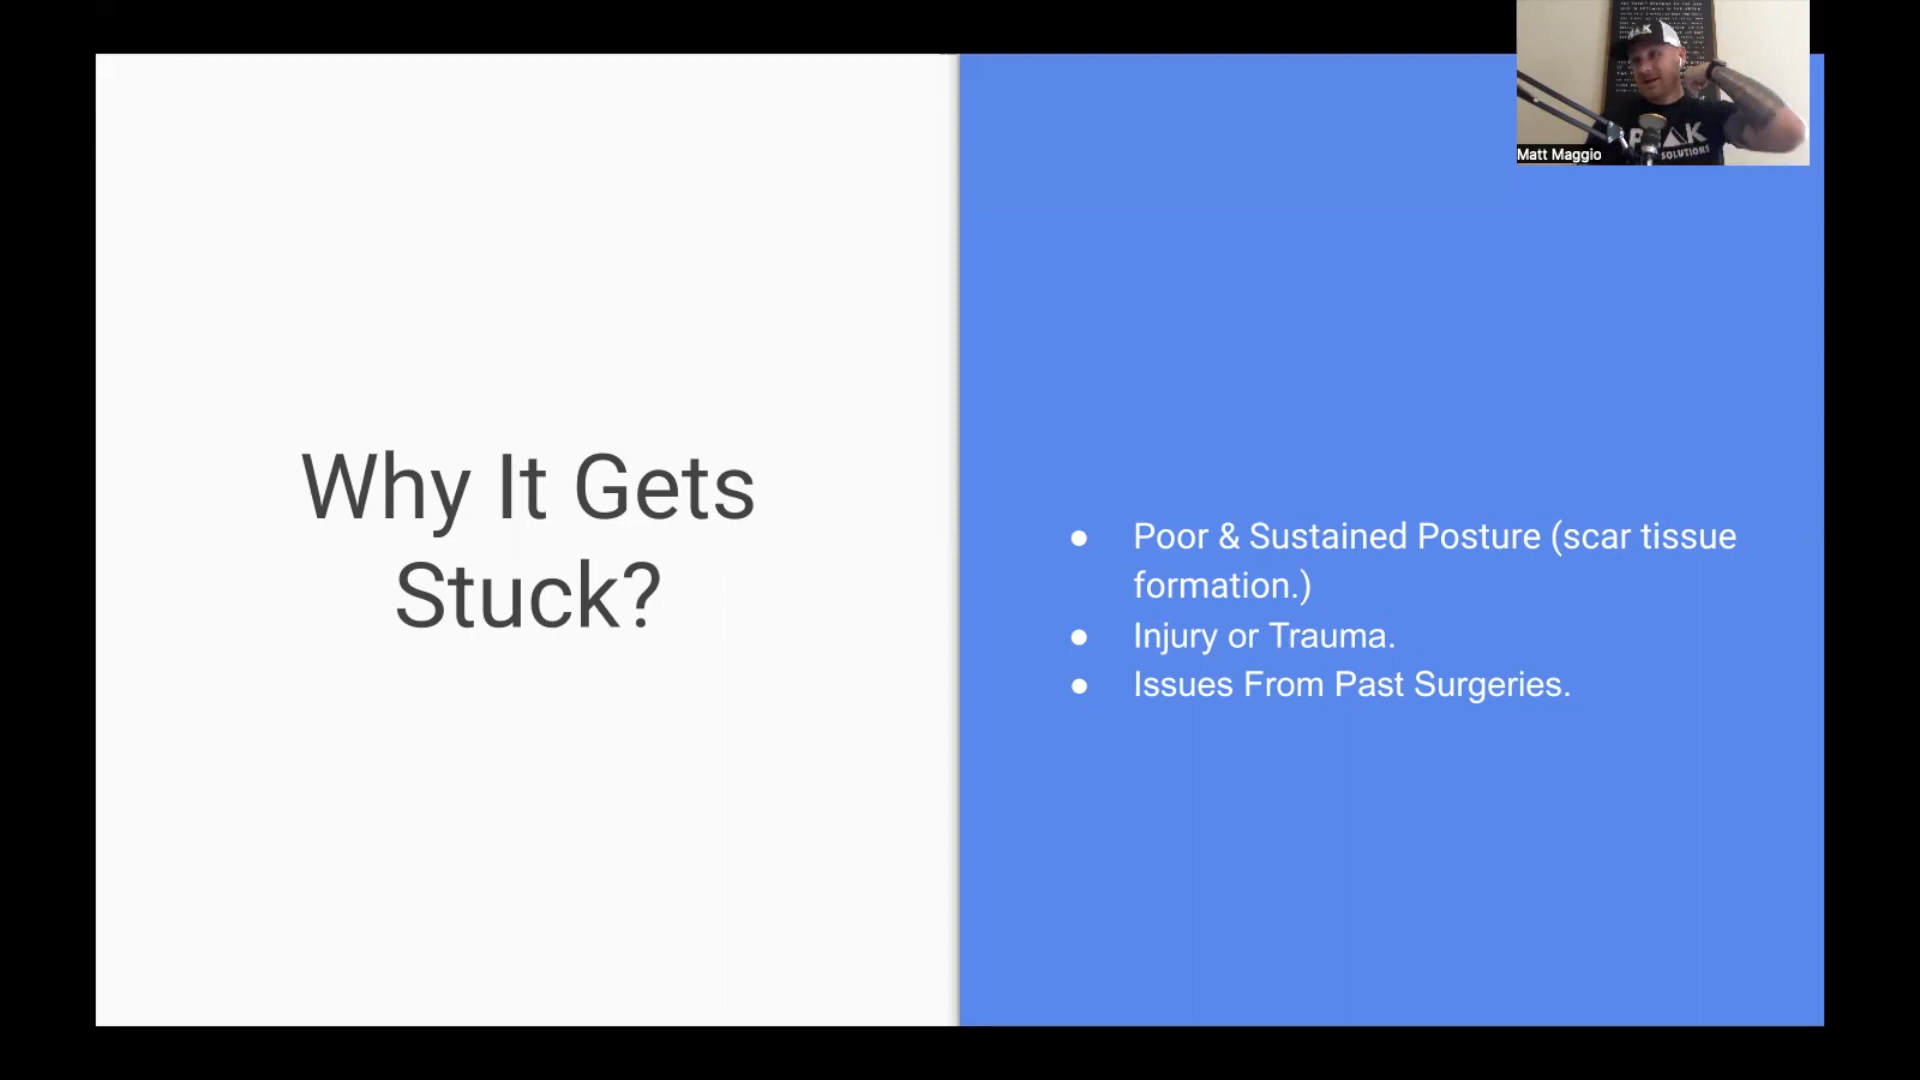 Why It Gets
Stuck?
● Poor & Sustained Posture (scar tissue
formation.)
● Injury or Trauma.
● Issues From Past Surgeries.
Matt Maggio
SOLUTIONS